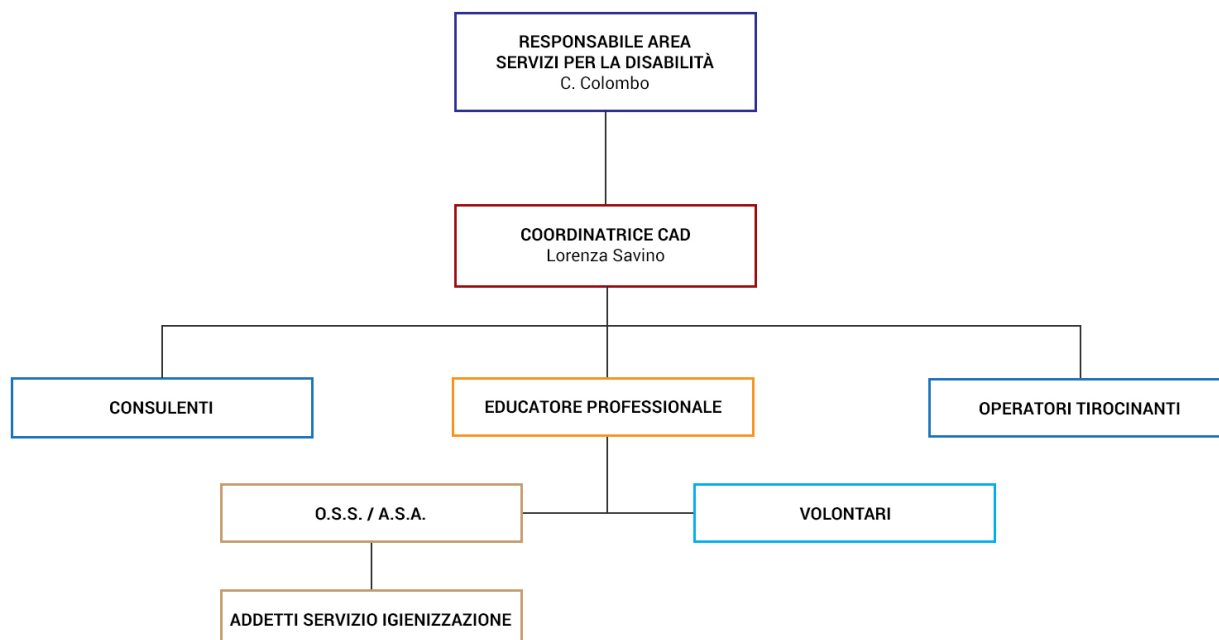 RESPONSABILE AREA
SERVIZI PER LA DISABILITÀ
C. Colombo
COORDINATRICE CAD
Lorenza Savino
CONSULENTI
EDUCATORE PROFESSIONALE
OPERATORI TIROCINANTI
O.S.S. / A.S.A.
VOLONTARI
ADDETTI SERVIZIO IGIENIZZAZIONE